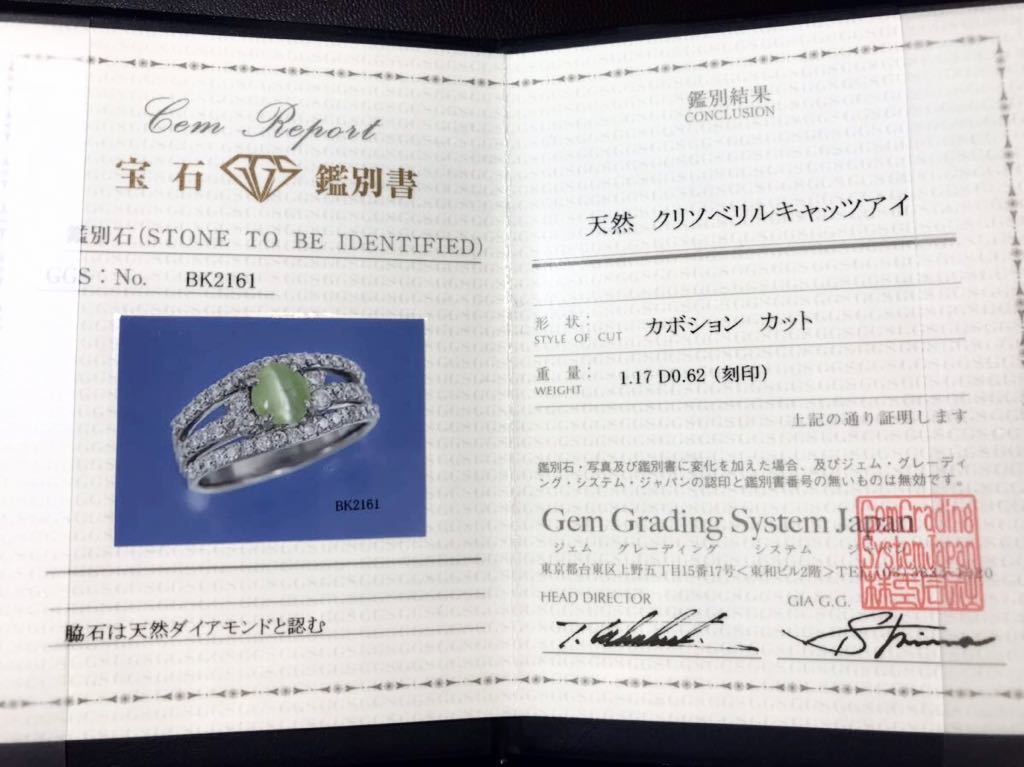 Gem Report
宝石 GGS 鑑別書
鑑別石(STONE TO BE IDENTIFIED)
GGS : No. BK2161
BK2161
脇石は天然ダイアモンドと認む
鑑別結果
CONCLUSION
天然 クリソベリルキャッツアイ
形 状:
STYLE OF CUT カボション カット
重 量:
WEIGHT 1.17 D0.62 (刻印)
上記の通り証明します
鑑別石・写真及び鑑別書に変化を加えた場合、及びジェム・グレーディ
ング・システム・ジャパンの認印と鑑別書番号の無いものは無効です。
Gem Grading System Japan
ジェム グレーディング システム
東京都台東区上野五丁目15番17号<東和ビル2階>
HEAD DIRECTOR
GIA G.G.
Gem Grading
System Japan